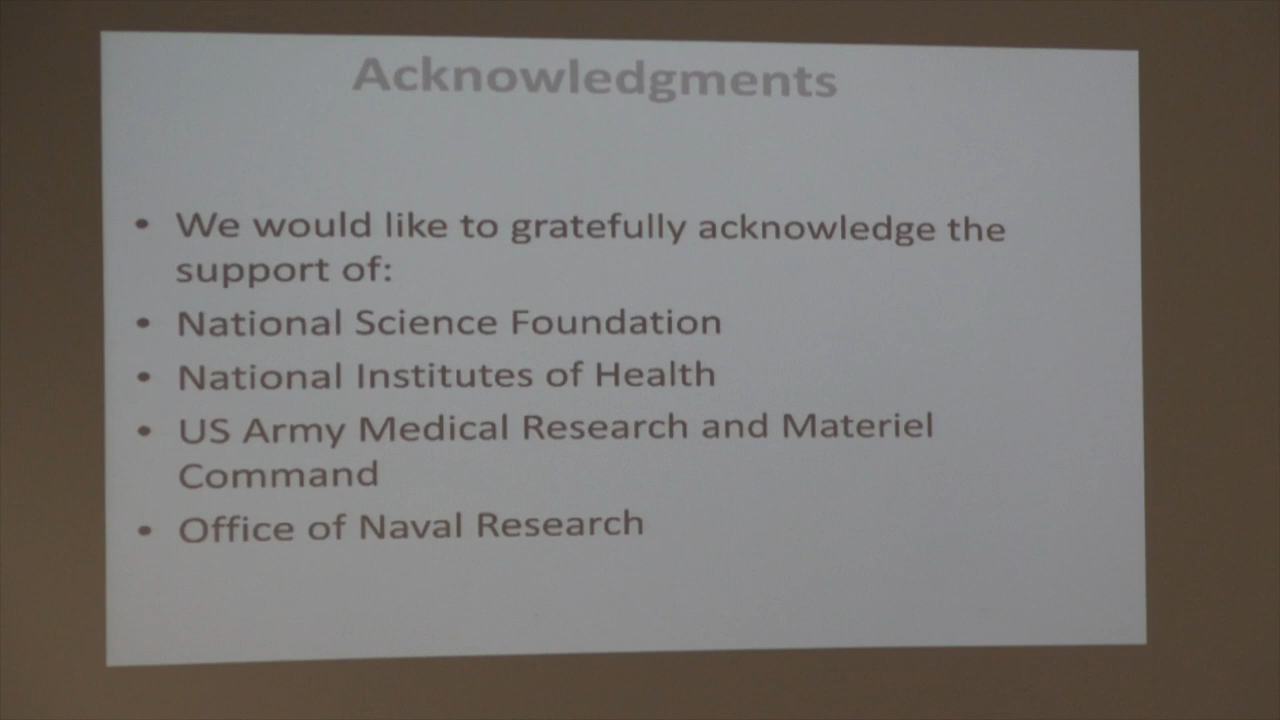 Acknowledgments
• We would like to gratefully acknowledge the
support of:
• National Science Foundation
• National Institutes of Health
• US Army Medical Research and Materiel
Command
• Office of Naval Research